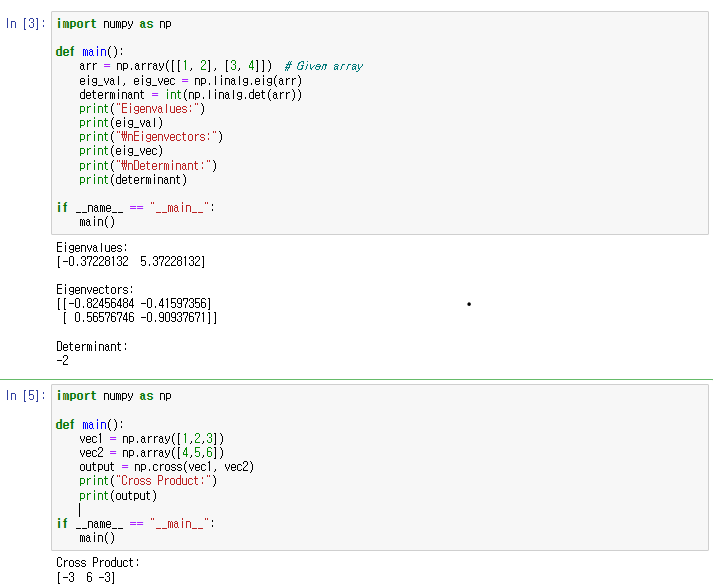 In [3]: import numpy as np
def main():
arr = np.array([[1, 2], [3, 4]])  # Given array
eig_val, eig_vec = np.linalg.eig(arr)
determinant = int(np.linalg.det(arr))
print("Eigenvalues:")
print(eig_val)
print("₩nEigenvectors:")
print(eig_vec)
print("₩nDeterminant:")
print(determinant)
if __name__ == "__main__":
main()
Eigenvalues:
[-0.37228132  5.37228132]
Eigenvectors:
[[-0.82456484 -0.41597356]
[ 0.56576746 -0.90937671]]
Determinant:
-2
In [5]: import numpy as np
def main():
vec1 = np.array([1,2,3])
vec2 = np.array([4,5,6])
output = np.cross(vec1, vec2)
print("Cross Product:")
print(output)
if __name__ == "__main__":
main()
Cross Product:
[-3  6 -3]